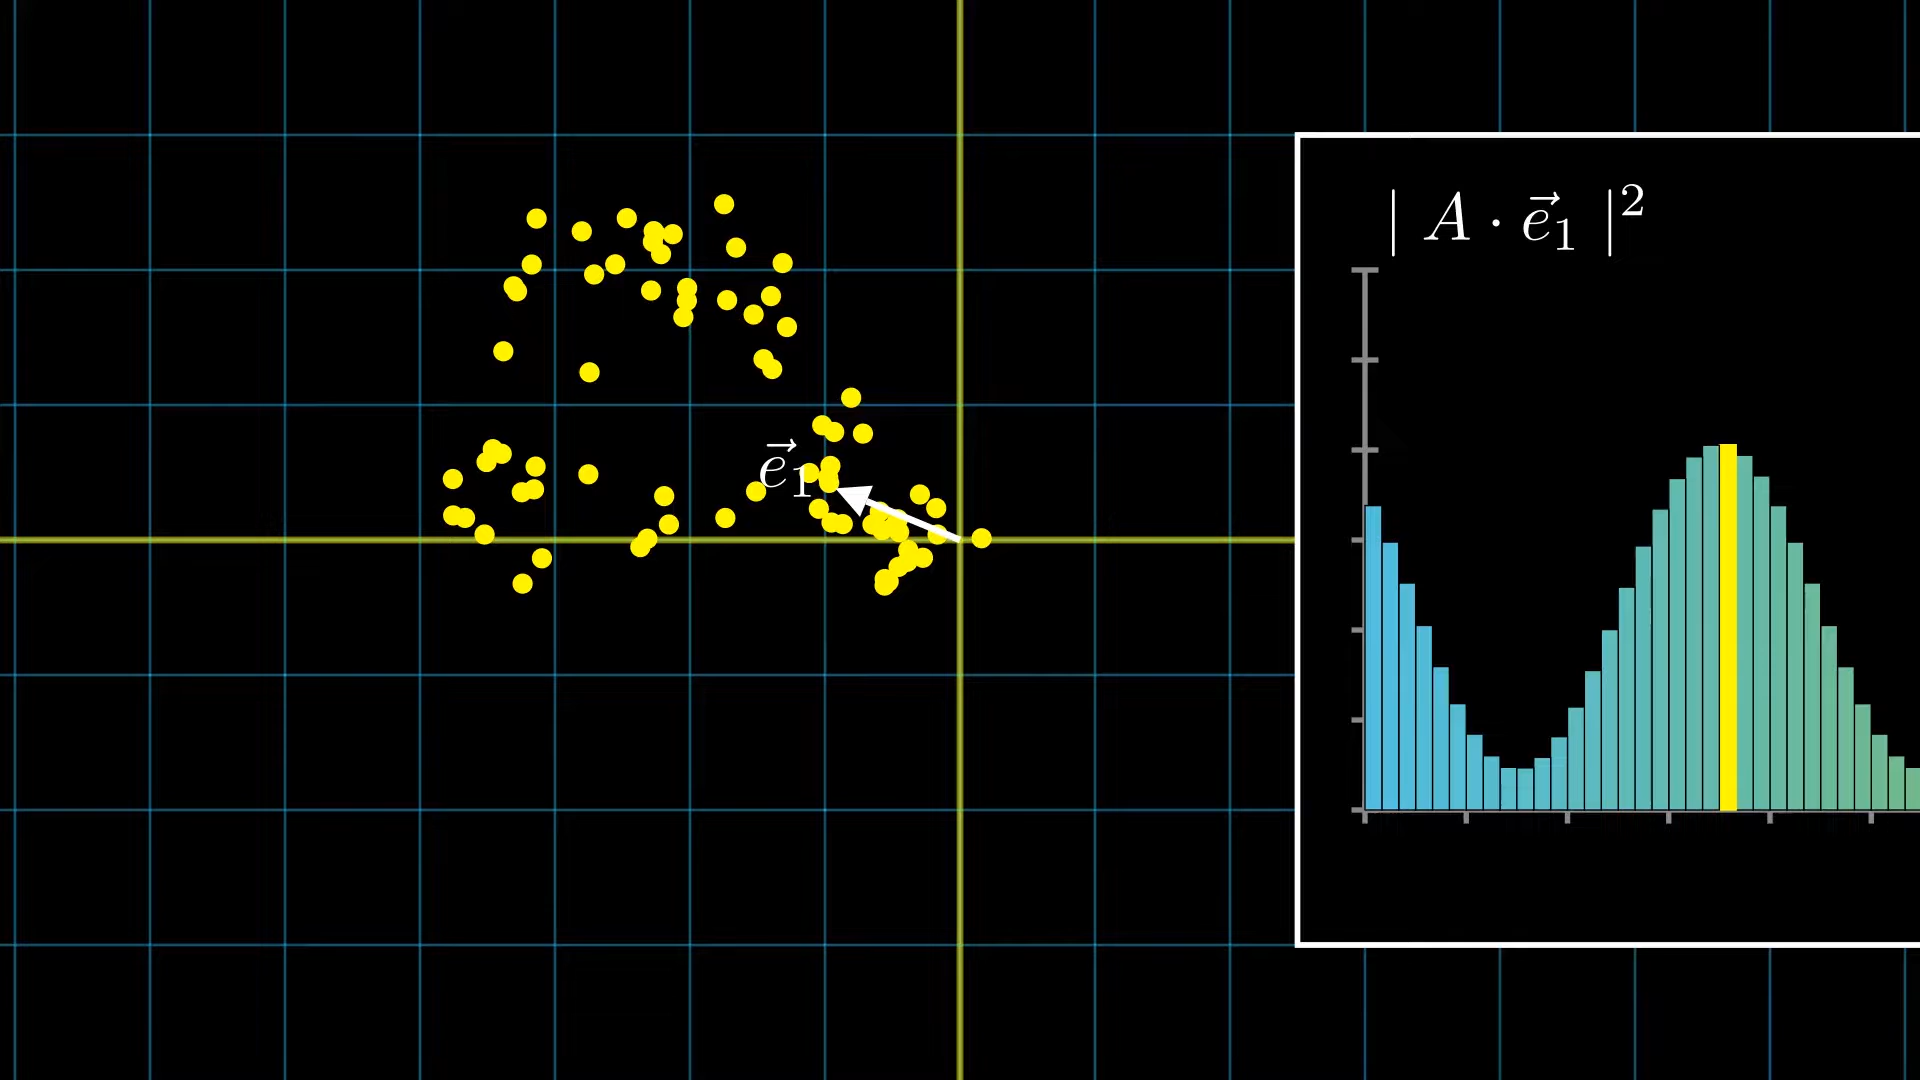 | A · e⃗₁ |²
e⃗₁